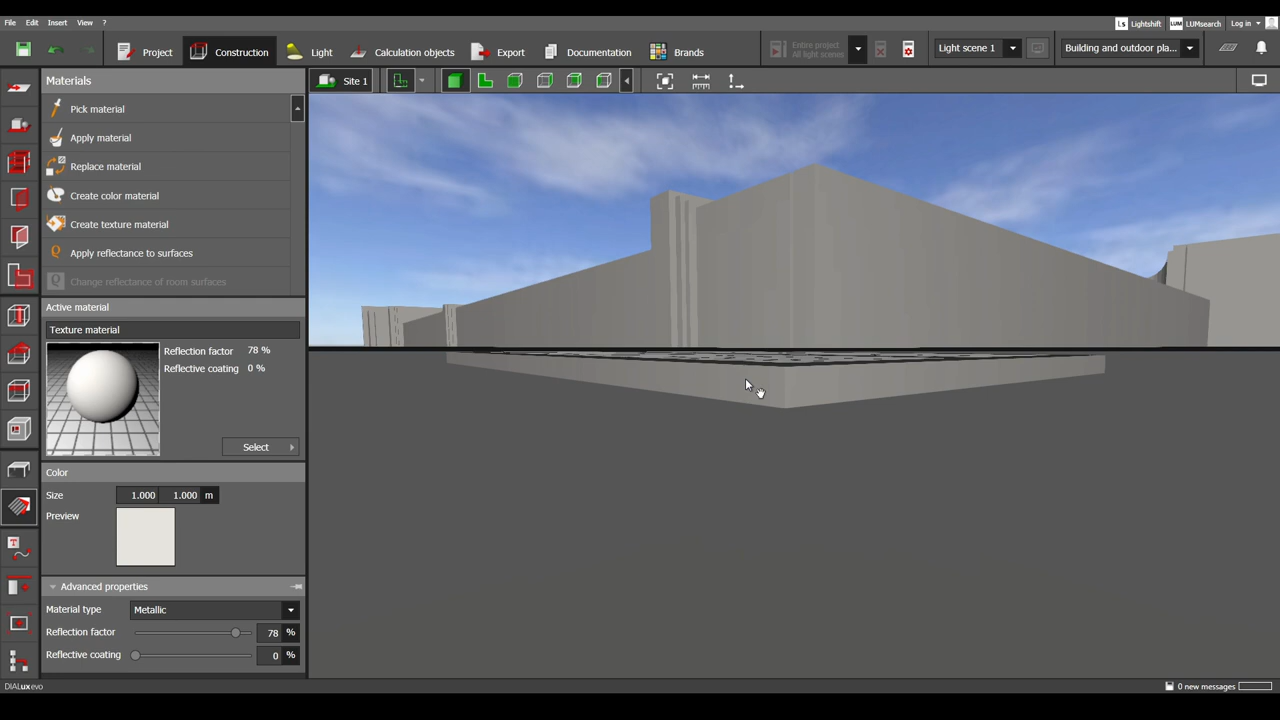 File Edit Insert View ?
Ls Lightshift LUM LUMsearch Log in
Project Construction Light Calculation objects Export Documentation Brands Entire project Light scene 1 Building and outdoor pla...
All light scenes
Materials Site 1
Pick material
Apply material
Replace material
Create color material
Create texture material
Apply reflectance to surfaces
Change reflectance of room surfaces
Active material
Texture material
Reflection factor 78 %
Reflective coating 0 %
Select
Color
Size 1.000 1.000 m
Preview
Advanced properties
Material type Metallic
Reflection factor 78 %
Reflective coating 0 %
DIALux evo 0 new messages